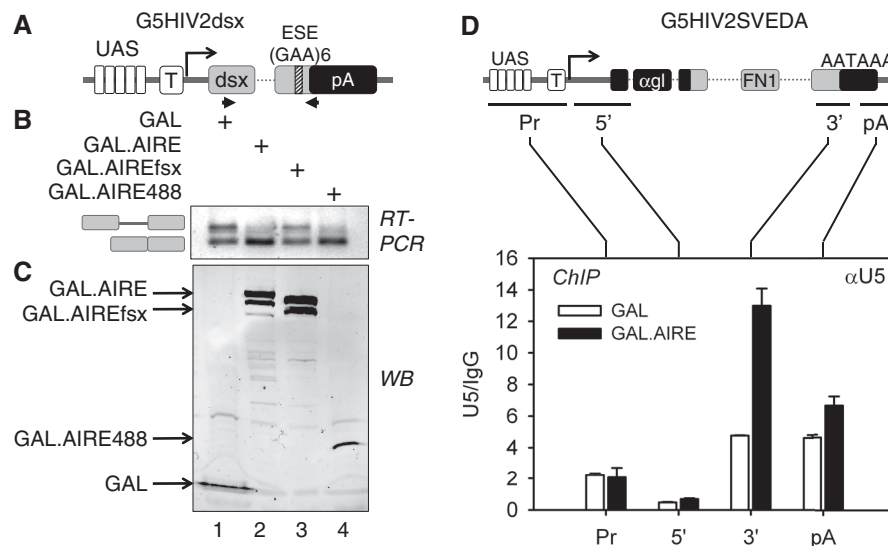 A
G5HIV2dsx
UAS
ESE
(GAA)6
T
dsx
pA
B
GAL
+
GAL.AIRE
+
GAL.AIREfsx
+
GAL.AIRE488
+
RT-
PCR
C
GAL.AIRE
GAL.AIREfsx
WB
GAL.AIRE488
GAL
1 2 3 4
D
G5HIV2SVEDA
UAS
T
αgl
FN1
AATAAA
Pr 5' 3' pA
ChIP
αU5
GAL
GAL.AIRE
U5/IgG
16
14
12
10
8
6
4
2
0
Pr 5' 3' pA